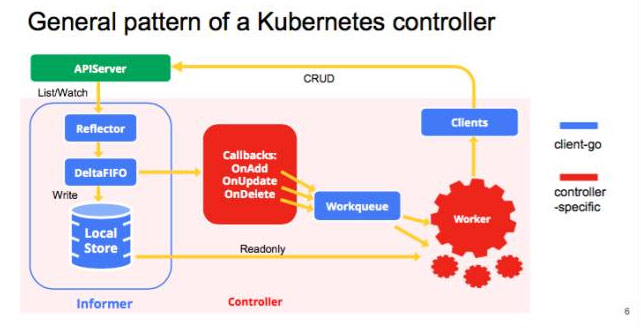 General pattern of a Kubernetes controller
APIServer
CRUD
List/Watch
Reflector
Clients
client-go
Callbacks:
OnAdd
OnUpdate
OnDelete
DeltaFIFO
controller
-specific
Write
Workqueue
Worker
Local
Store
Readonly
Informer
Controller
6